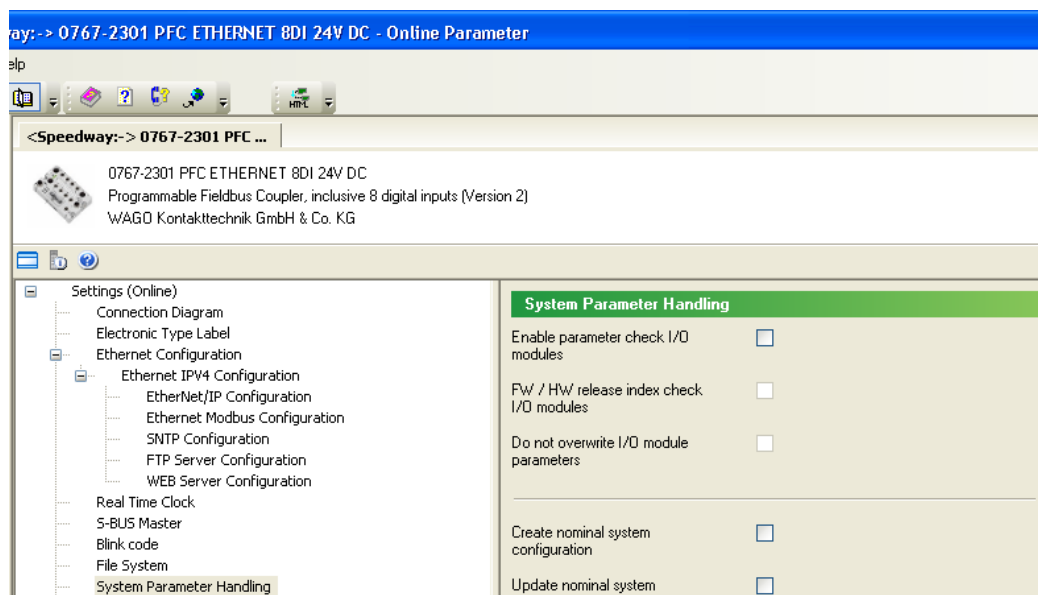 ay:-> 0767-2301 PFC ETHERNET 8DI 24V DC - Online Parameter
elp
HTML
<Speedway:-> 0767-2301 PFC ...
0767-2301 PFC ETHERNET 8DI 24V DC
Programmable Fieldbus Coupler, inclusive 8 digital inputs (Version 2)
WAGO Kontakttechnik GmbH & Co. KG
Settings (Online)
Connection Diagram
Electronic Type Label
Ethernet Configuration
Ethernet IPV4 Configuration
EtherNet/IP Configuration
Ethernet Modbus Configuration
SNTP Configuration
FTP Server Configuration
WEB Server Configuration
Real Time Clock
S-BUS Master
Blink code
File System
System Parameter Handling
System Parameter Handling
Enable parameter check I/O
modules
FW / HW release index check
I/O modules
Do not overwrite I/O module
parameters
Create nominal system
configuration
Update nominal system